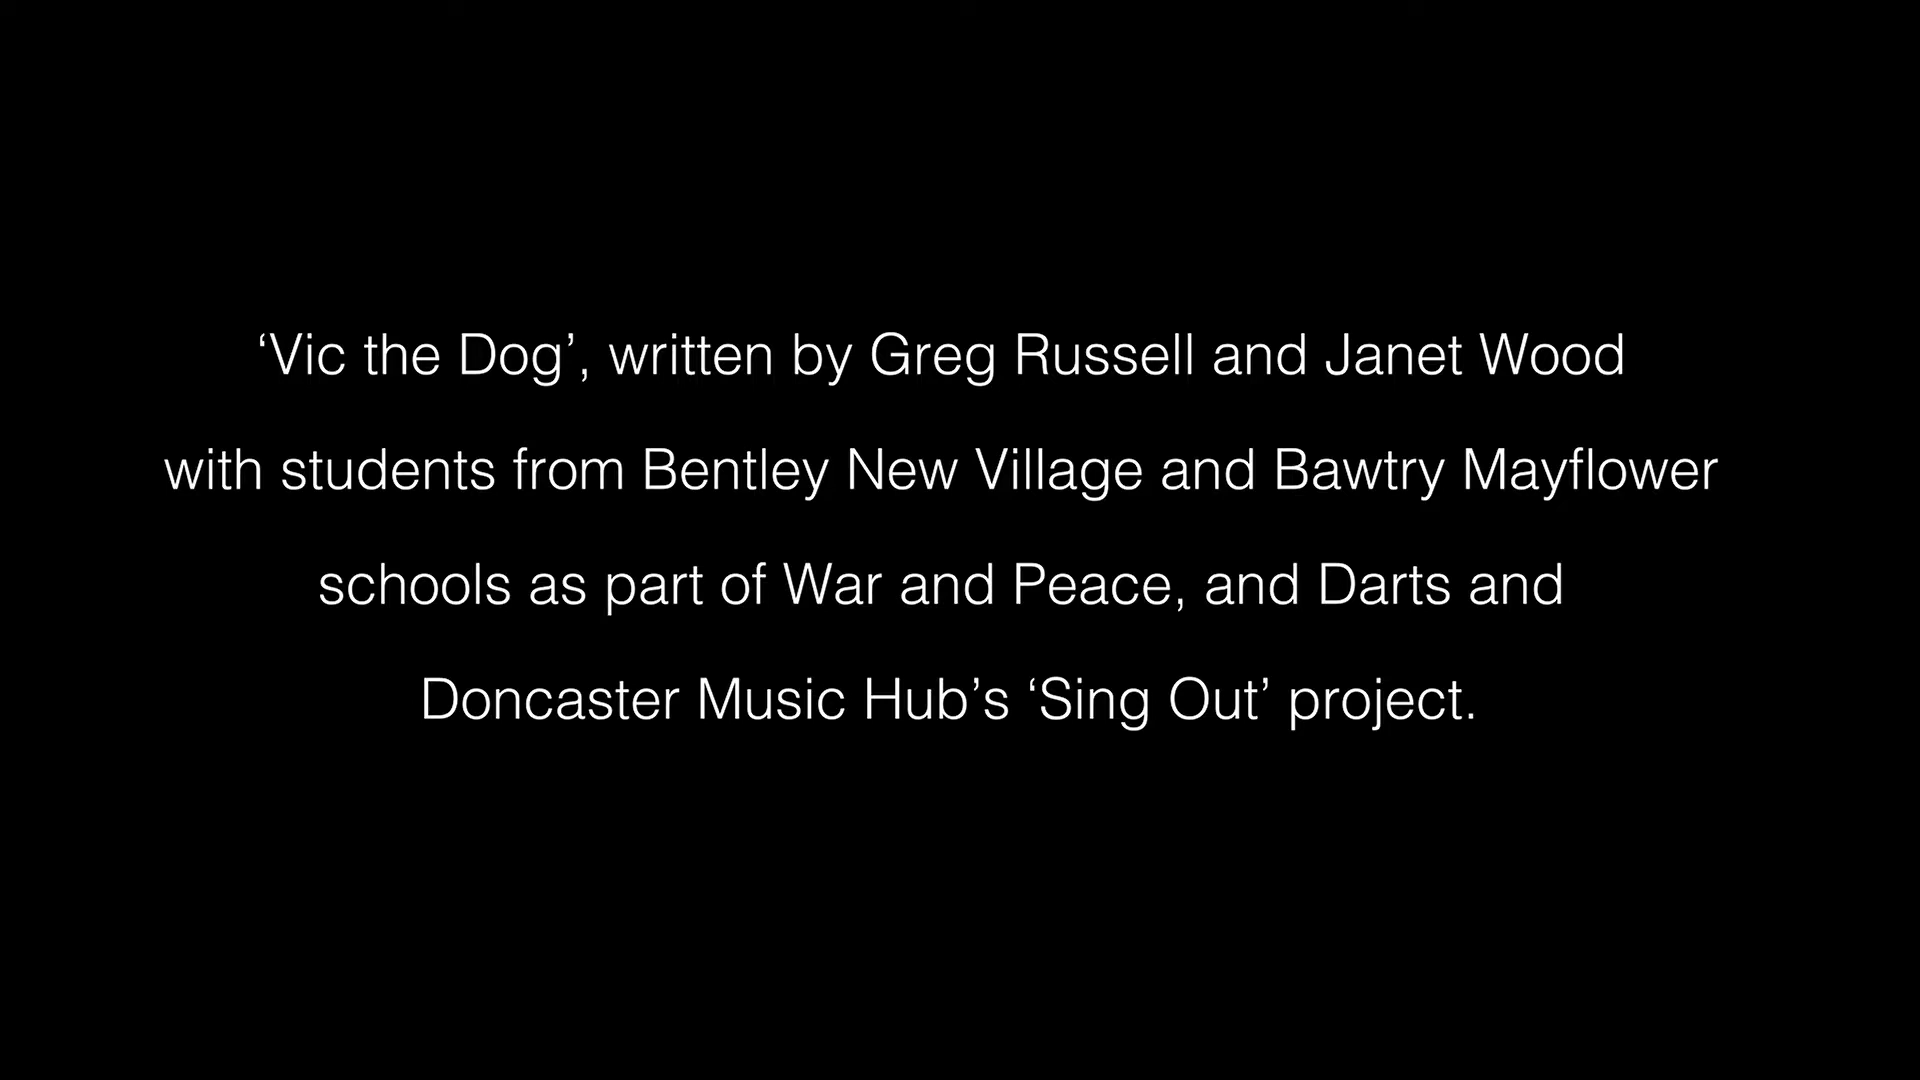 ‘Vic the Dog’, written by Greg Russell and Janet Wood
with students from Bentley New Village and Bawtry Mayflower
schools as part of War and Peace, and Darts and
Doncaster Music Hub’s ‘Sing Out’ project.